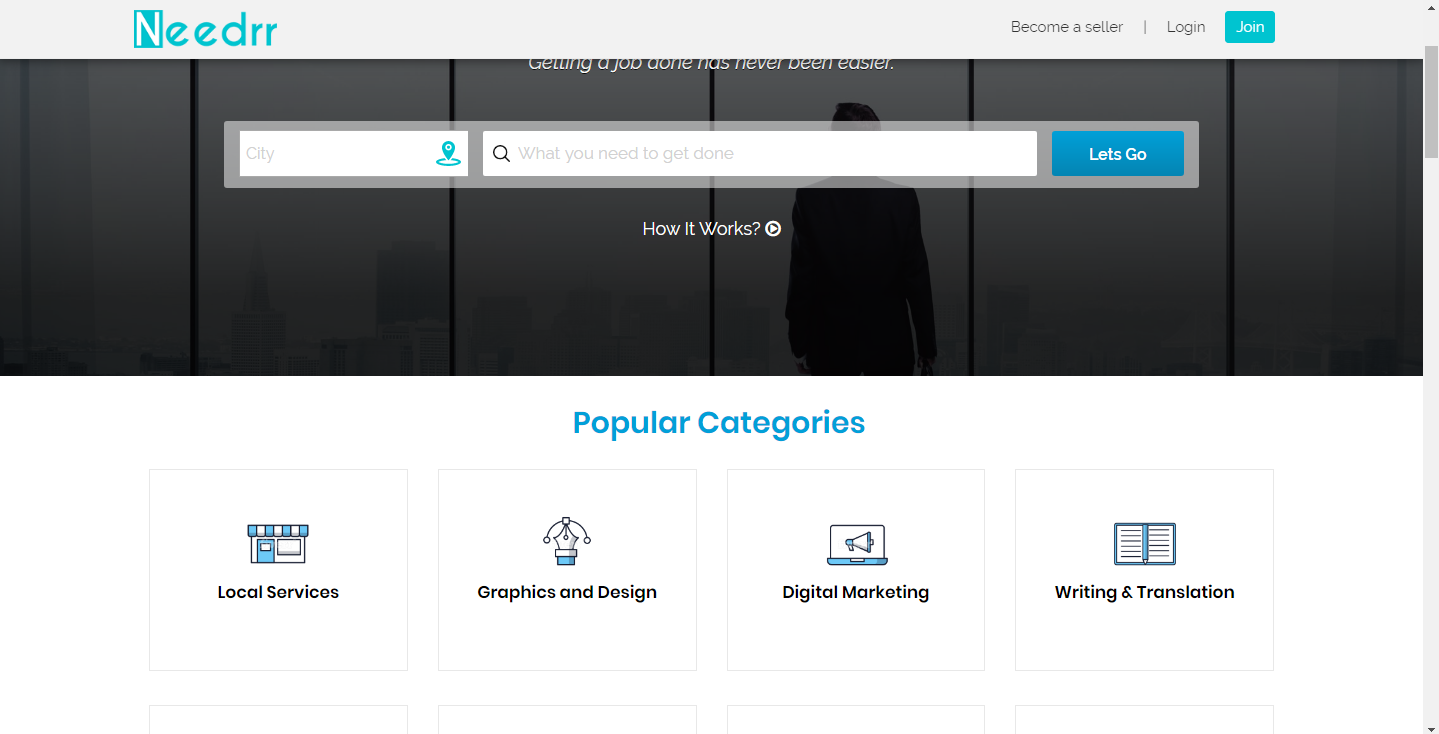 Needrr
Become a seller | Login Join
Getting a job done has never been easier.
City
What you need to get done
Lets Go
How It Works?
Popular Categories
Local Services
Graphics and Design
Digital Marketing
Writing & Translation